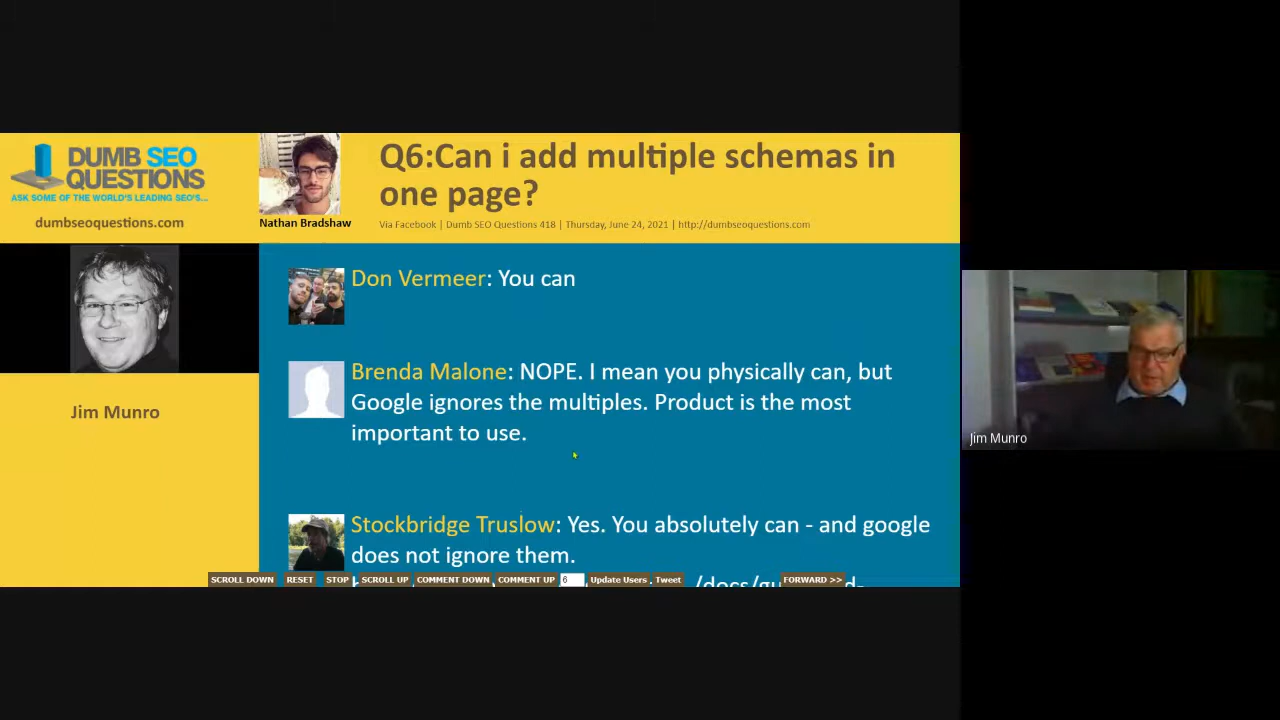 DUMB SEO
QUESTIONS
ASK SOME OF THE WORLD'S LEADING SEO'S...
dumbseoquestions.com
Nathan Bradshaw
Q6:Can i add multiple schemas in
one page?
Via Facebook | Dumb SEO Questions 418 | Thursday, June 24, 2021 | http://dumbseoquestions.com
Jim Munro
Don Vermeer: You can
Brenda Malone: NOPE. I mean you physically can, but
Google ignores the multiples. Product is the most
important to use.
Stockbridge Truslow: Yes. You absolutely can - and google
does not ignore them.
SCROLL DOWN RESET STOP SCROLL UP COMMENT DOWN COMMENT UP 6 Update Users Tweet FORWARD >>
Jim Munro